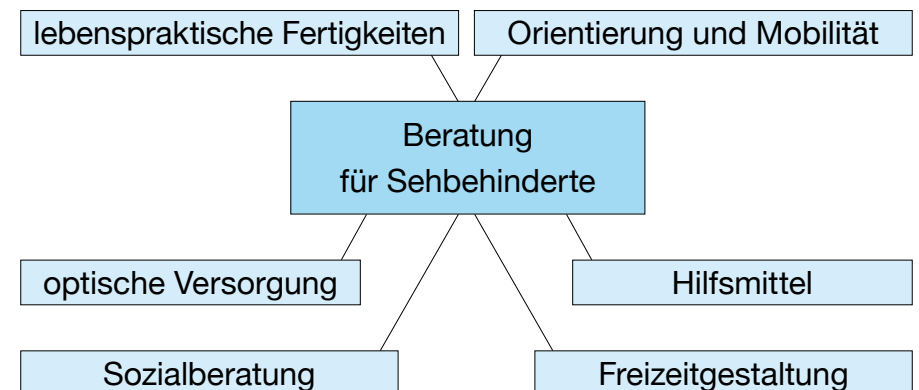 lebenspraktische Fertigkeiten
Orientierung und Mobilität
Beratung
für Sehbehinderte
optische Versorgung
Hilfsmittel
Sozialberatung
Freizeitgestaltung